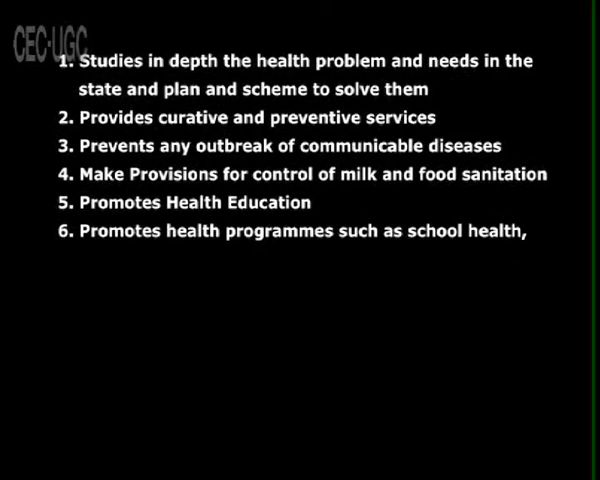 CEC-UGC
1. Studies in depth the health problem and needs in the
state and plan and scheme to solve them
2. Provides curative and preventive services
3. Prevents any outbreak of communicable diseases
4. Make Provisions for control of milk and food sanitation
5. Promotes Health Education
6. Promotes health programmes such as school health,